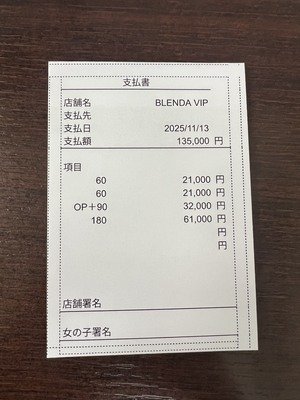 支払書
店舗名 BLENDA VIP
支払先
支払日 2025/11/13
支払額 135,000 円
項目
60 21,000 円
60 21,000 円
OP＋90 32,000 円
180 61,000 円
円
円
店舗署名
女の子署名